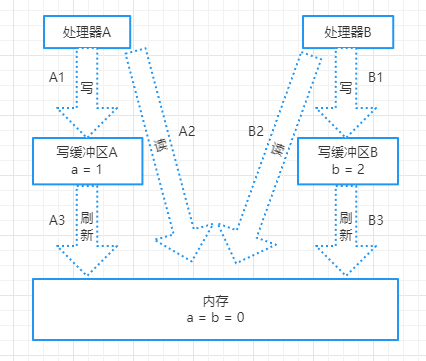 处理器A
处理器B
A1
写
A2
读
B2
读
写
B1
写缓冲区A
a = 1
写缓冲区B
b = 2
A3
刷
新
刷
新
B3
内存
a = b = 0